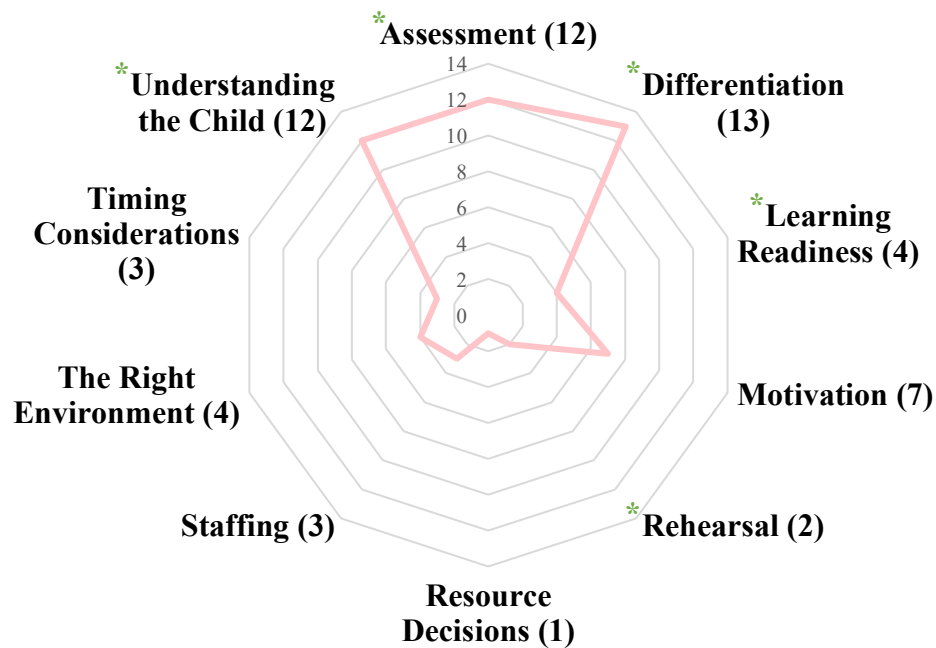 *Assessment (12)
*Differentiation
(13)
*Learning
Readiness (4)
Motivation (7)
*Rehearsal (2)
Resource
Decisions (1)
Staffing (3)
The Right
Environment (4)
Timing
Considerations
(3)
*Understanding
the Child (12)
14
12
10
8
6
4
2
0